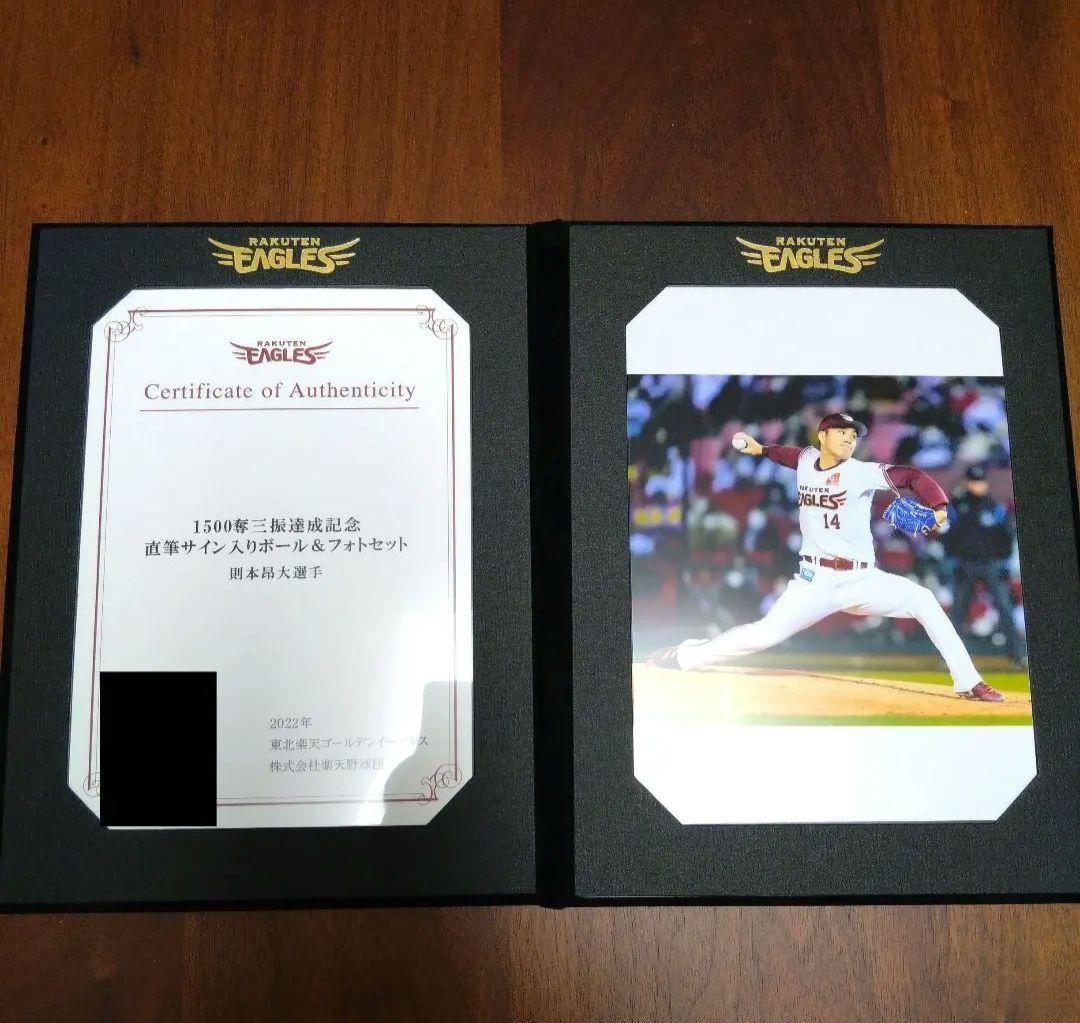 RAKUTEN
EAGLES
RAKUTEN
EAGLES
Certificate of Authenticity
1500奪三振達成記念
直筆サイン入りボール＆フォトセット
則本昂大選手
2022年
東北楽天ゴールデンイーグルス
株式会社楽天野球団
RAKUTEN
EAGLES
RAKUTEN
EAGLES
14